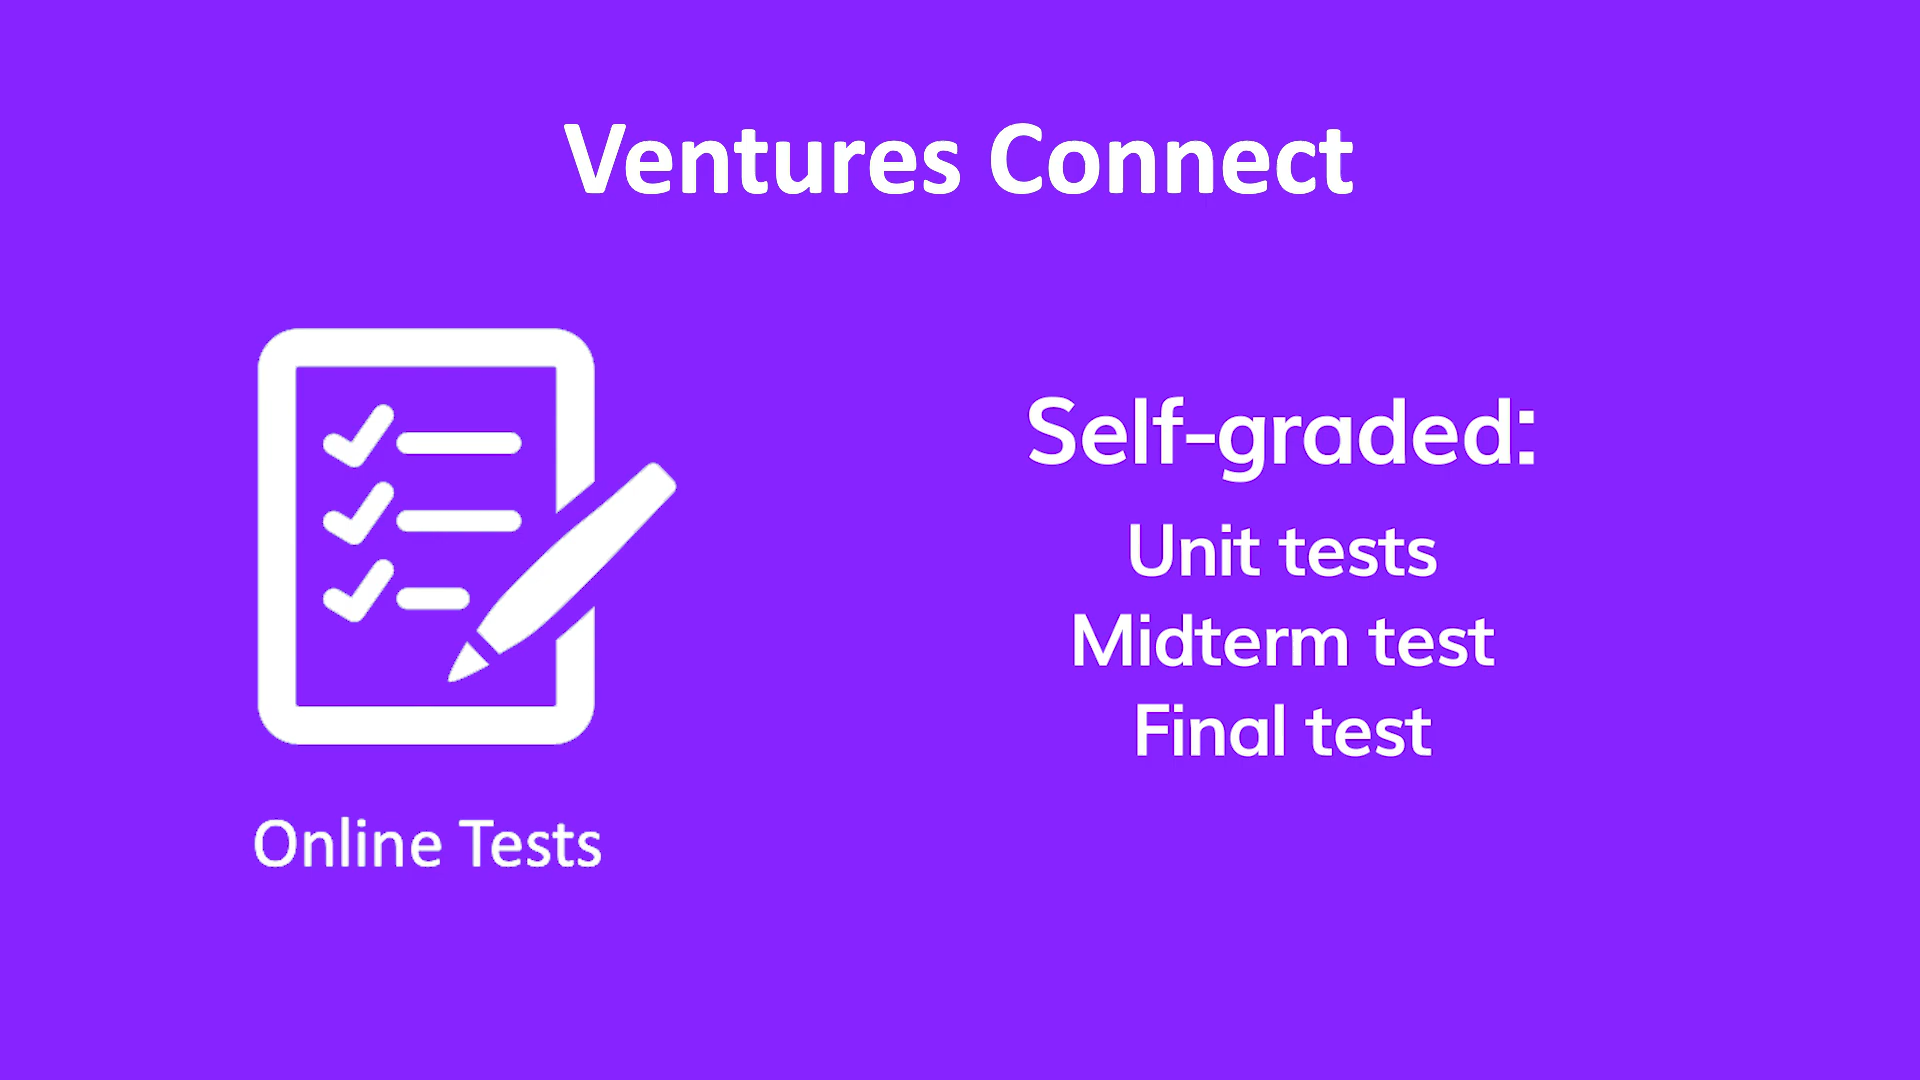 Ventures Connect
Self-graded:
Unit tests
Midterm test
Final test
Online Tests